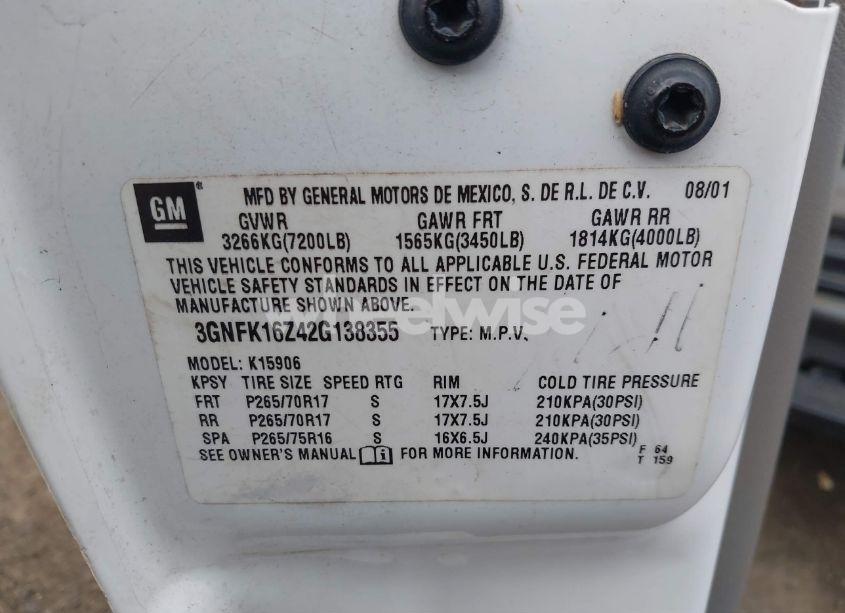 GM ® MFD BY GENERAL MOTORS DE MEXICO, S. DE R.L. DE C.V. 08/01
GVWR GAWR FRT GAWR RR
3266KG(7200LB) 1565KG(3450LB) 1814KG(4000LB)
THIS VEHICLE CONFORMS TO ALL APPLICABLE U.S. FEDERAL MOTOR
VEHICLE SAFETY STANDARDS IN EFFECT ON THE DATE OF
MANUFACTURE SHOWN ABOVE.
wheelwise
3GNFK16Z42G138355 TYPE: M.P.V.
MODEL: K15906
KPSY TIRE SIZE SPEED RTG RIM COLD TIRE PRESSURE
FRT P265/70R17 S 17X7.5J 210KPA(30PSI)
RR P265/70R17 S 17X7.5J 210KPA(30PSI)
SPA P265/75R16 S 16X6.5J 240KPA(35PSI)
SEE OWNER'S MANUAL FOR MORE INFORMATION. F 64
T 159